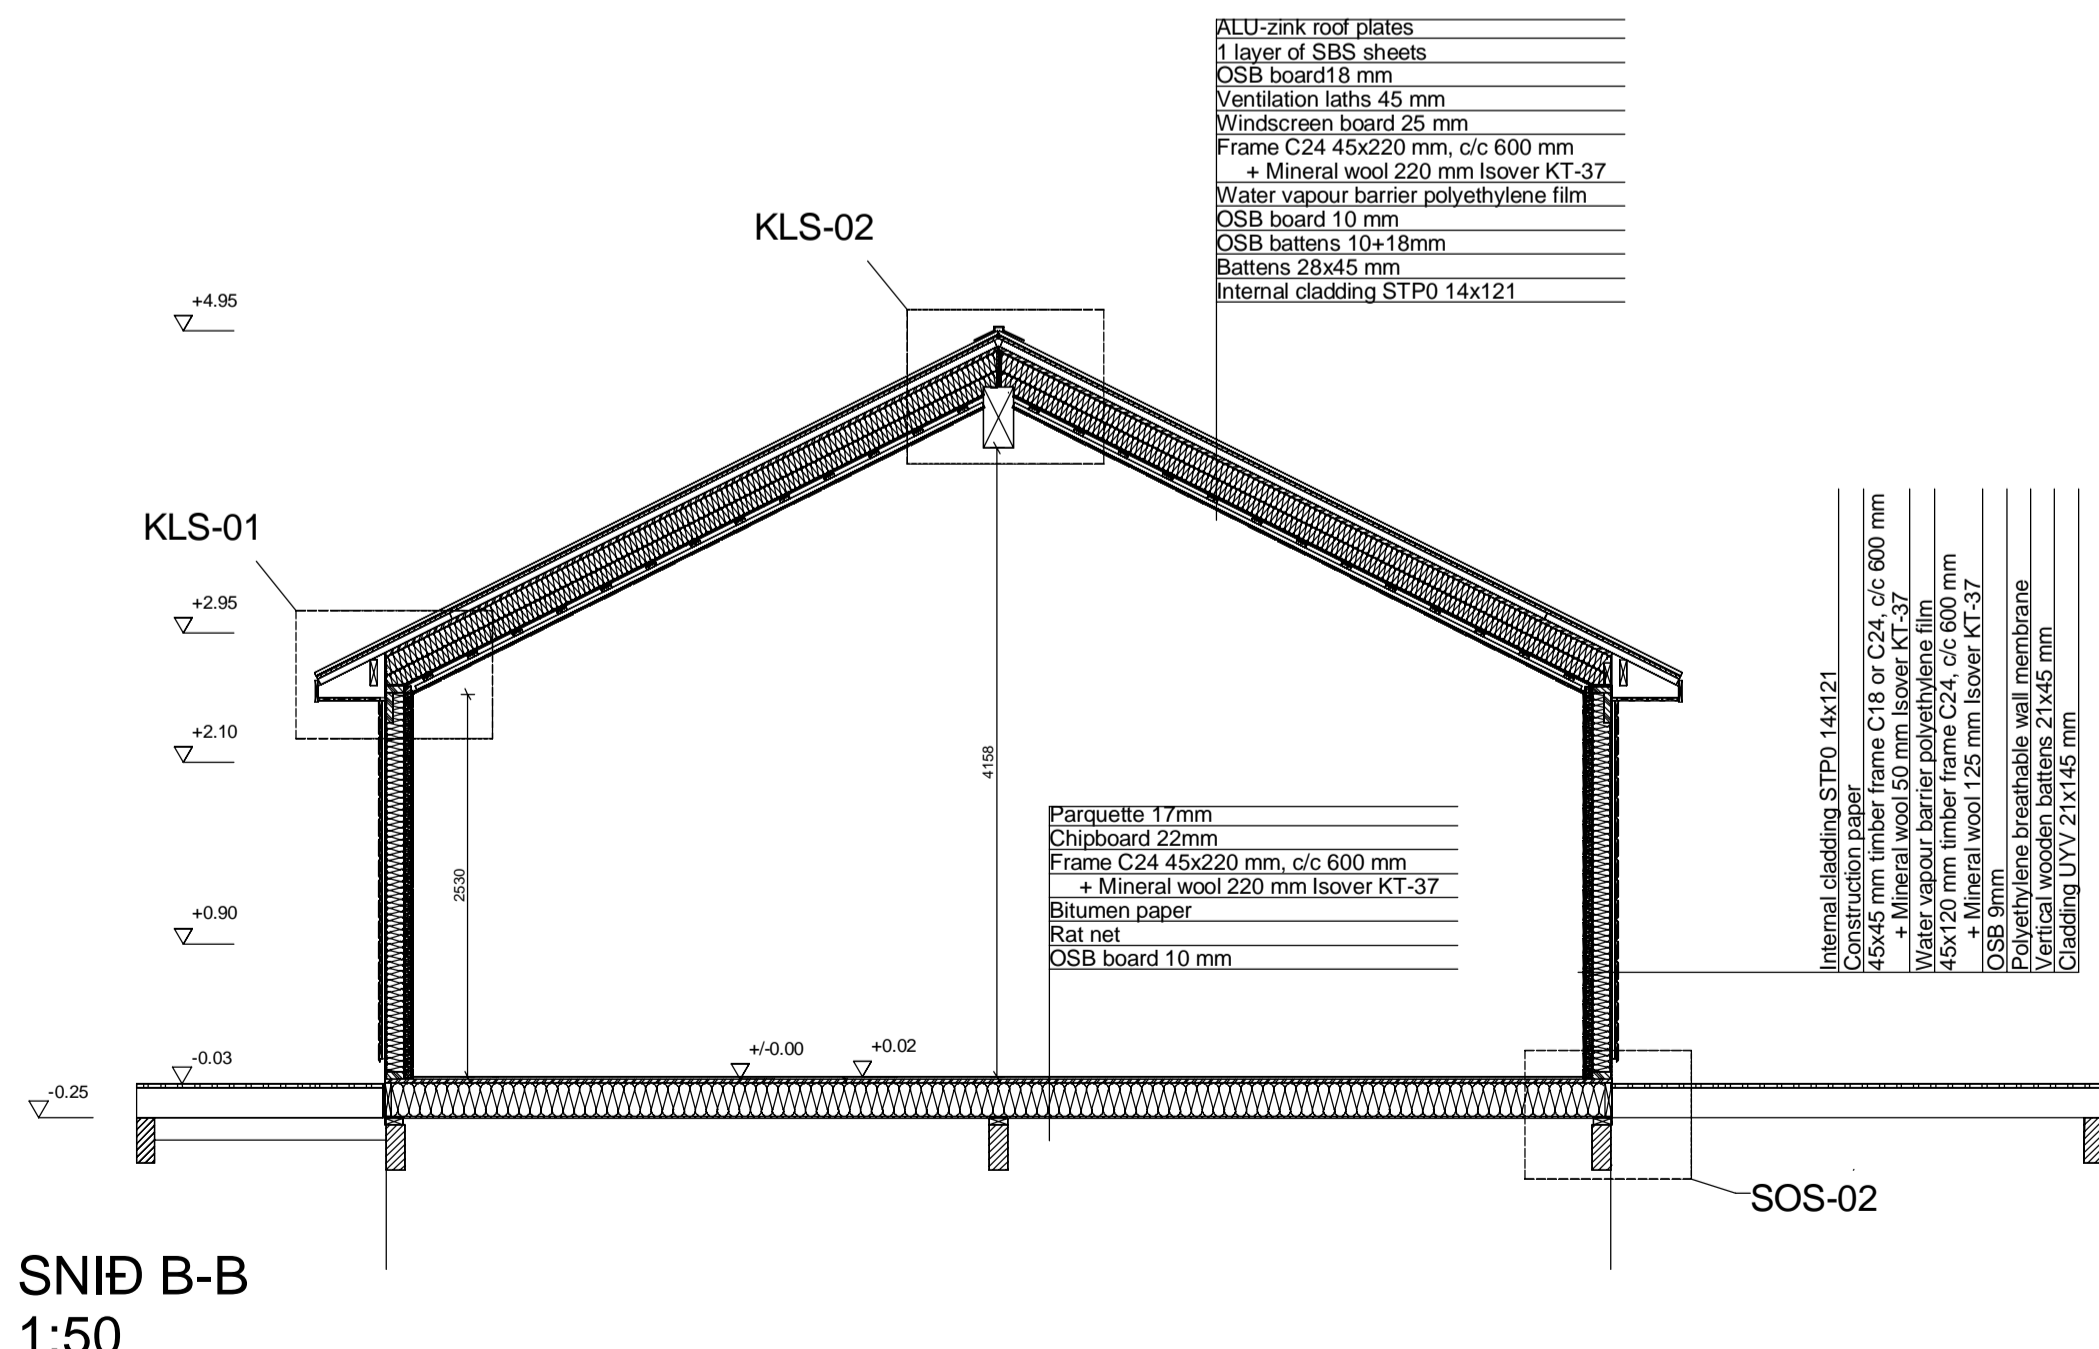 ALU-zink roof plates
1 layer of SBS sheets
OSB board18 mm
Ventilation laths 45 mm
Windscreen board 25 mm
Frame C24 45x220 mm, c/c 600 mm
+ Mineral wool 220 mm Isover KT-37
Water vapour barrier polyethylene film
OSB board 10 mm
OSB battens 10+18mm
Battens 28x45 mm
Internal cladding STP0 14x121
KLS-02
+4.95
KLS-01
+2.95
+2.10
+0.90
-0.03
-0.25
2530
4158
+/-0.00
+0.02
Parquette 17mm
Chipboard 22mm
Frame C24 45x220 mm, c/c 600 mm
+ Mineral wool 220 mm Isover KT-37
Bitumen paper
Rat net
OSB board 10 mm
Internal cladding STP0 14x121
Construction paper
45x45 mm timber frame C18 or C24, c/c 600 mm
+ Mineral wool 50 mm Isover KT-37
Water vapour barrier polyethylene film
45x120 mm timber frame C24, c/c 600 mm
+ Mineral wool 125 mm Isover KT-37
OSB 9mm
Polyethylene breathable wall membrane
Vertical wooden battens 21x45 mm
Cladding UYV 21x145 mm
SOS-02
SNIÐ B-B
1:50